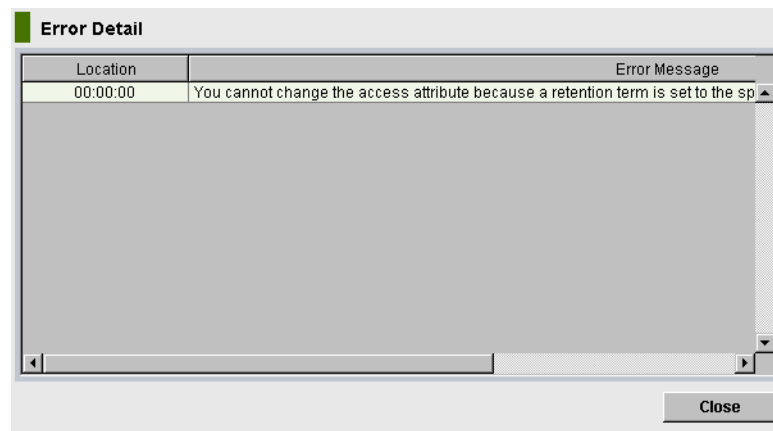 Error Detail
Location Error Message
00:00:00 You cannot change the access attribute because a retention term is set to the sp
Close